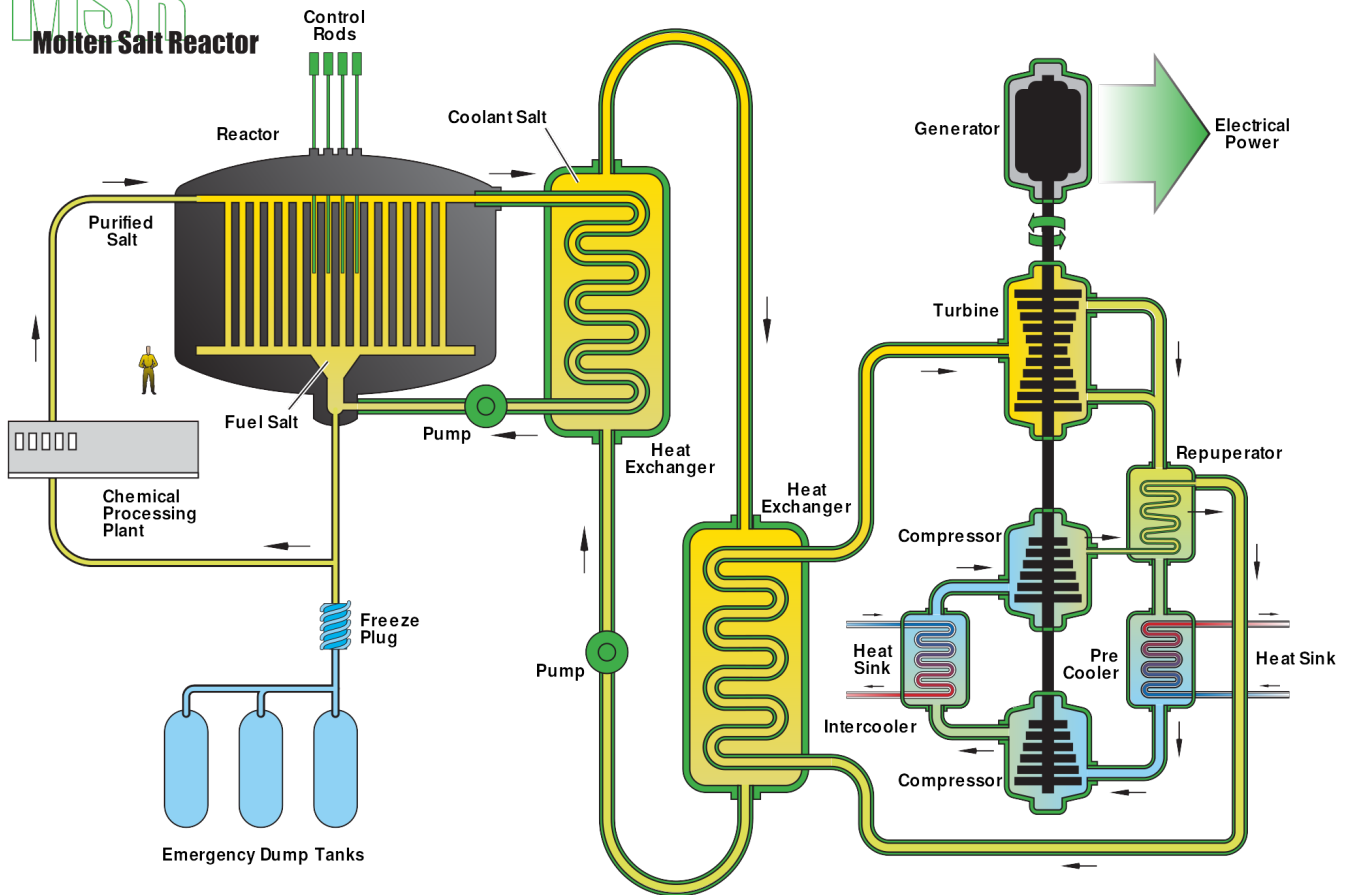 MSR
Molten Salt Reactor
Control
Rods
Reactor
Coolant Salt
Generator
Electrical
Power
Purified
Salt
Turbine
Fuel Salt
Pump
Heat
Exchanger
Repuperator
Chemical
Processing
Plant
Heat
Exchanger
Compressor
Freeze
Plug
Heat
Sink
Pre
Cooler
Heat Sink
Pump
Intercooler
Compressor
Emergency Dump Tanks